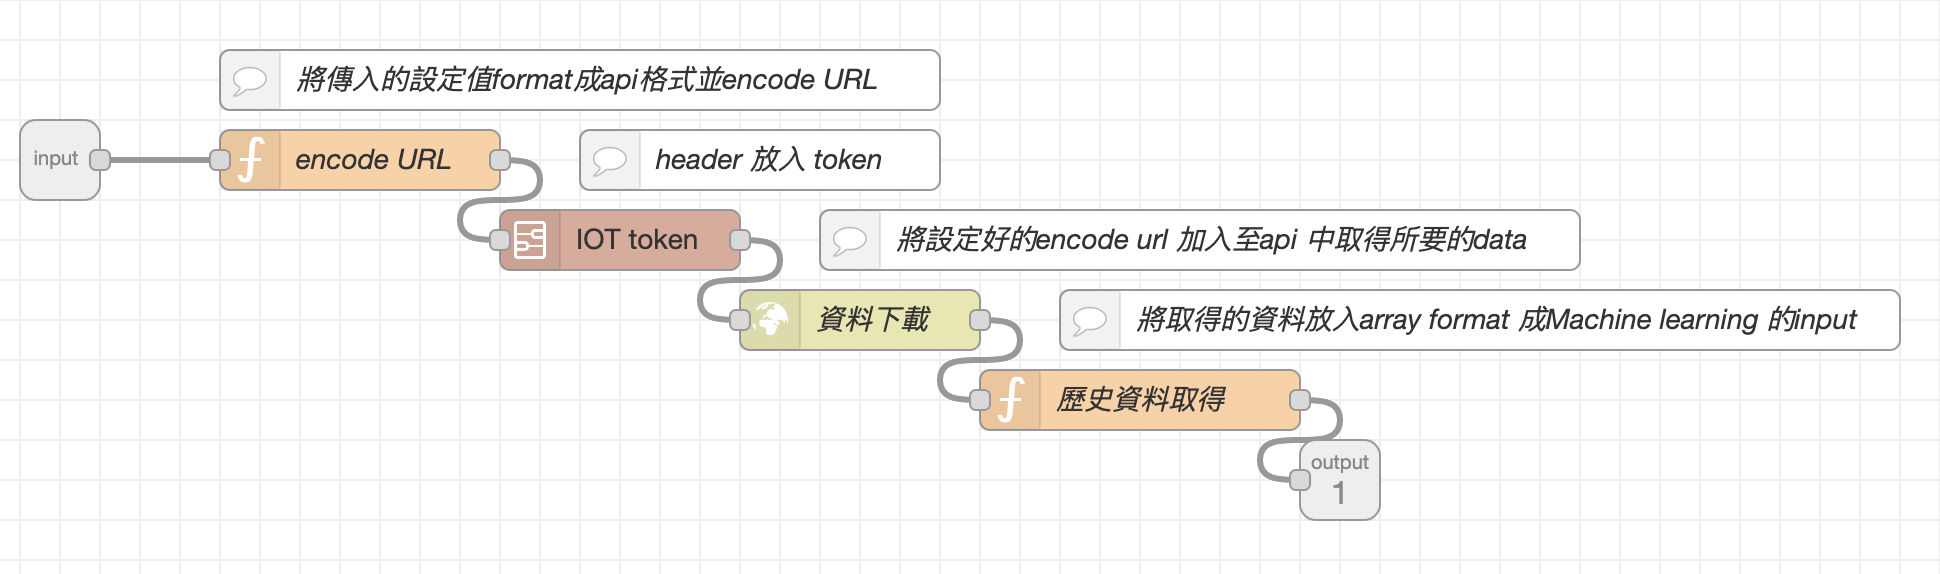 將傳入的設定值format成api格式並encode URL
input
encode URL
header 放入 token
IOT token
將設定好的encode url 加入至api 中取得所要的data
資料下載
將取得的資料放入array format 成Machine learning 的input
歷史資料取得
output
1